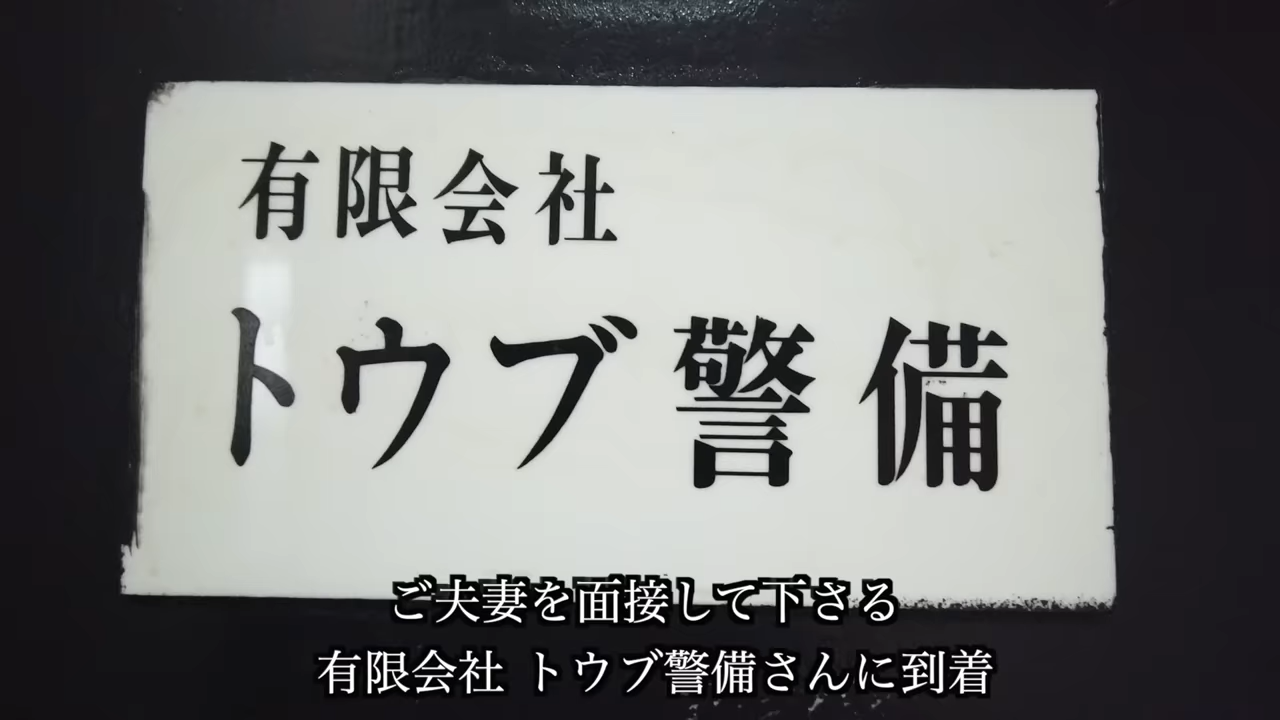 有限会社
トウブ警備
ご夫妻を面接して下さる
有限会社 トウブ警備さんに到着